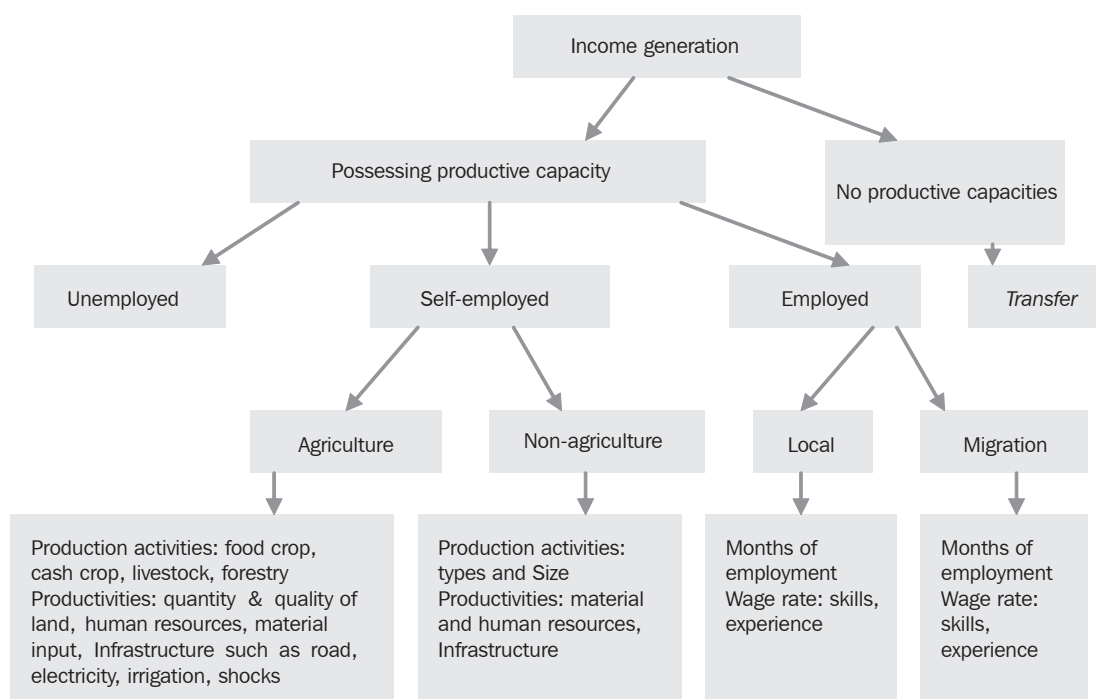 Income generation
Possessing productive capacity
No productive capacities
Unemployed
Self-employed
Employed
Transfer
Agriculture
Non-agriculture
Local
Migration
Production activities: food crop,
cash crop, livestock, forestry
Productivities: quantity & quality of
land, human resources, material
input, Infrastructure such as road,
electricity, irrigation, shocks
Production activities:
types and Size
Productivities: material
and human resources,
Infrastructure
Months of
employment
Wage rate: skills,
experience
Months of
employment
Wage rate:
skills,
experience